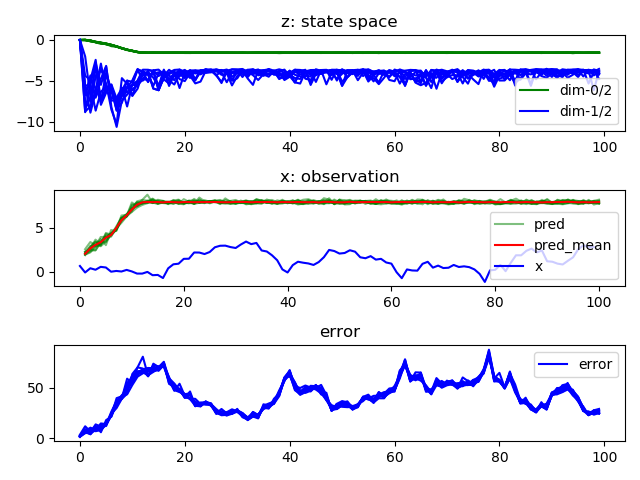 z: state space
0
−5
−10
dim-0/2
dim-1/2
0 20 40 60 80 100
x: observation
5
0
pred
pred_mean
x
0 20 40 60 80 100
error
50
0
error
0 20 40 60 80 100